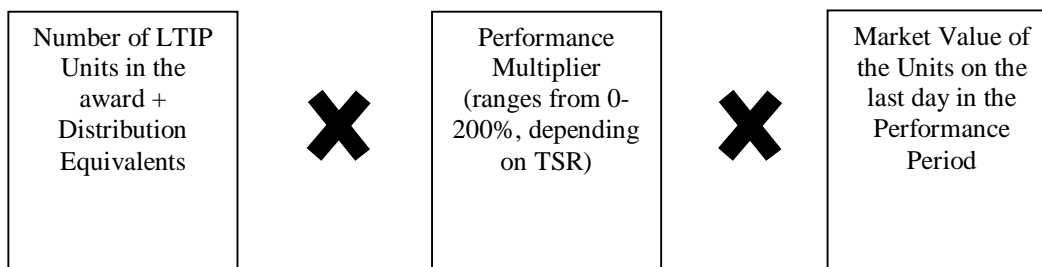 Number of LTIP
Units in the
award +
Distribution
Equivalents
Performance
Multiplier
(ranges from 0-
200%, depending
on TSR)
Market Value of
the Units on the
last day in the
Performance
Period